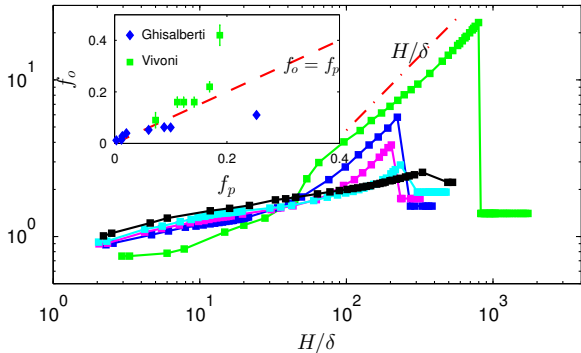 Ghisalberti
Vivoni
0.4
0.2
0
0
0.2
0.4
f_o
f_p
f_o = f_p
H/δ
10^1
10^0
10^0
10^1
10^2
10^3
H/δ